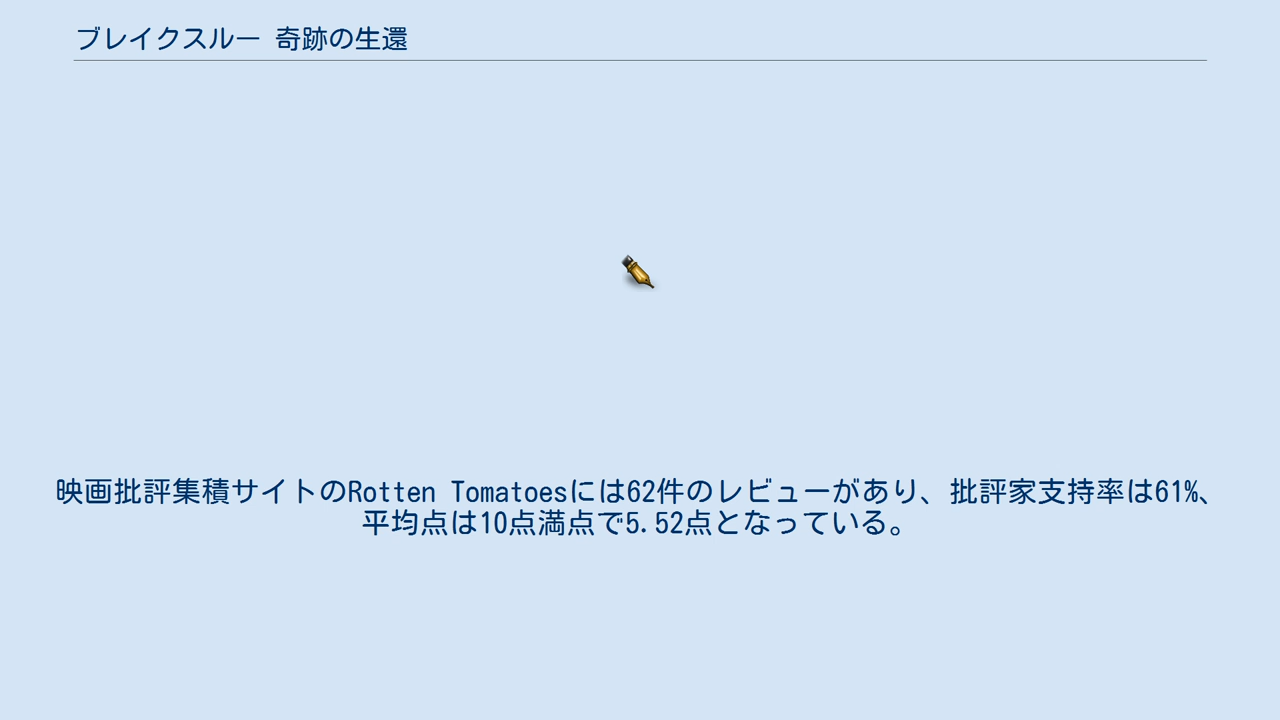 ブレイクスルー 奇跡の生還
映画批評集積サイトのRotten Tomatoesには62件のレビューがあり、批評家支持率は61%、
平均点は10点満点で5.52点となっている。